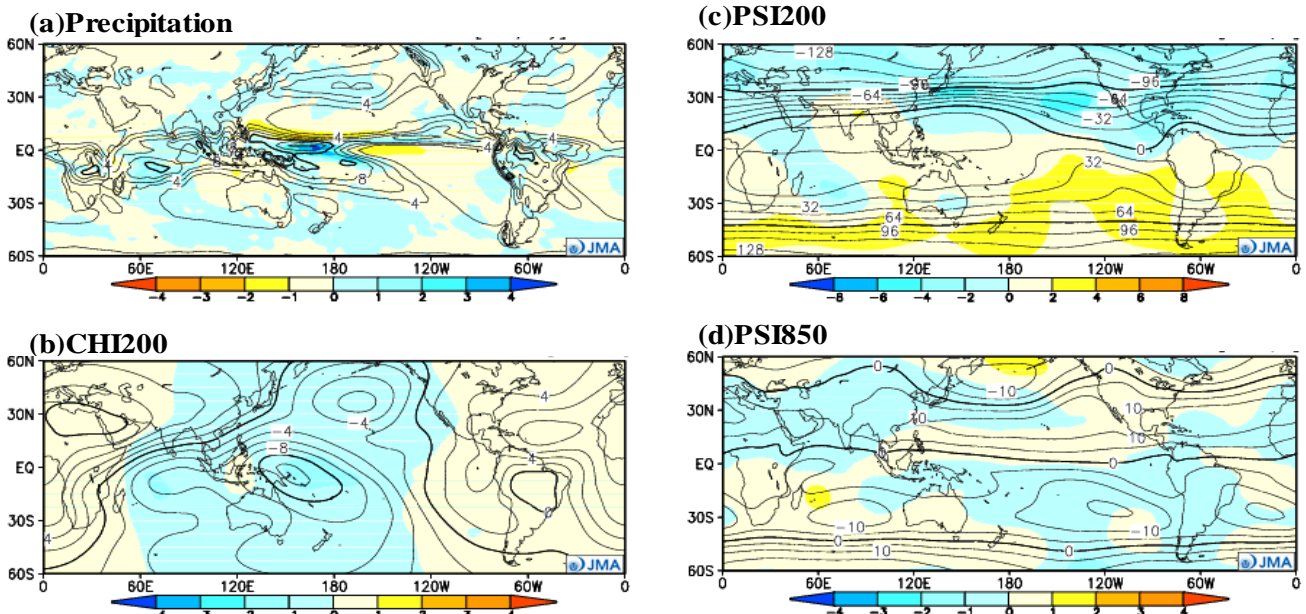 (a)Precipitation
60N
30N
EQ
30S
60S
0 60E 120E 180 120W 60W 0
4
4
4
4
4
8
8
4
JMA
-4 -3 -2 -1 0 1 2 3 4
(b)CHI200
60N
30N
EQ
30S
60S
0 60E 120E 180 120W 60W 0
4
-4
-4
-8
4
0
4
JMA
(c)PSI200
60N
30N
EQ
30S
60S
0 60E 120E 180 120W 60W 0
-128
-96
-96
-64
-64
-32
0
32
32
64
64
96
96
-128
JMA
-8 -6 -4 -2 0 2 4 6 8
(d)PSI850
60N
30N
EQ
30S
60S
0 60E 120E 180 120W 60W 0
0
0
-10
10
10
10
0
-10
-10
0
0
10
JMA